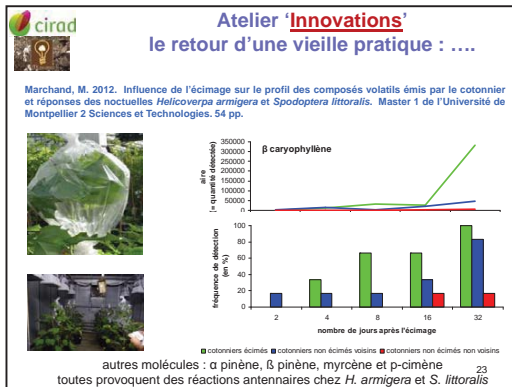 cirad
Atelier ‘Innovations’
le retour d’une vieille pratique : ….
Marchand, M. 2012. Influence de l’écimage sur le profil des composés volatils émis par le cotonnier
et réponses des noctuelles Helicoverpa armigera et Spodoptera littoralis. Master 1 de l’Université de
Montpellier 2 Sciences et Technologies. 54 pp.
β caryophyllène
aire
(= quantité détectée)
350000
300000
250000
200000
150000
100000
50000
0
fréquence de détection
(en %)
100
80
60
40
20
0
2 4 8 16 32
nombre de jours après l'écimage
cotonniers écimés cotonniers non écimés voisins cotonniers non écimés non voisins
autres molécules : α pinène, ß pinène, myrcène et p-cimène
toutes provoquent des réactions antennaires chez H. armigera et S. littoralis
23